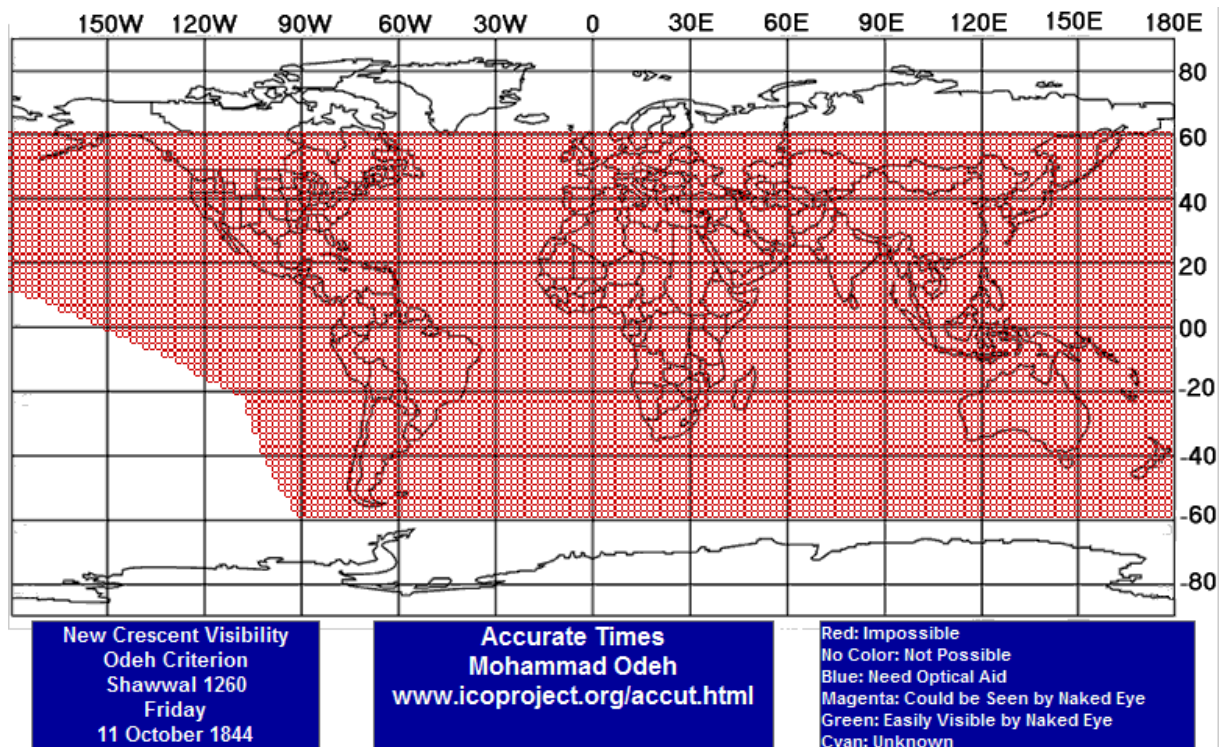 150W 120W 90W 60W 30W 0 30E 60E 90E 120E 150E 180E
80
60
40
20
00
-20
-40
-60
-80
New Crescent Visibility
Odeh Criterion
Shawwal 1260
Friday
11 October 1844
Accurate Times
Mohammad Odeh
www.icoproject.org/accut.html
Red: Impossible
No Color: Not Possible
Blue: Need Optical Aid
Magenta: Could be Seen by Naked Eye
Green: Easily Visible by Naked Eye
Cyan: Unknown